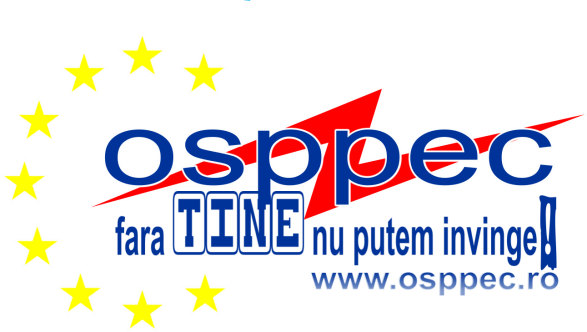 osppec
fara TINE nu putem invinge!
www.osppec.ro